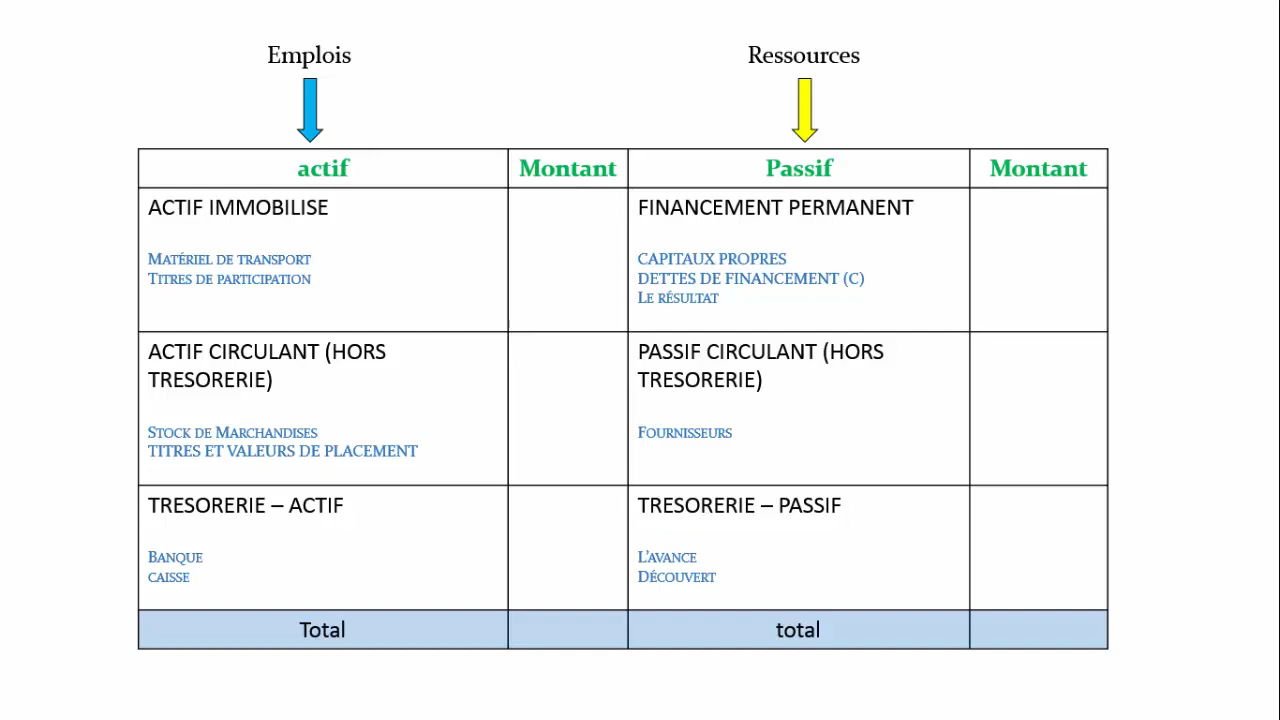 Emplois
Ressources
actif
Montant
Passif
Montant
ACTIF IMMOBILISE
MATÉRIEL DE TRANSPORT
TITRES DE PARTICIPATION
FINANCEMENT PERMANENT
CAPITAUX PROPRES
DETTES DE FINANCEMENT (C)
LE RÉSULTAT
ACTIF CIRCULANT (HORS
TRESORERIE)
STOCK DE MARCHANDISES
TITRES ET VALEURS DE PLACEMENT
PASSIF CIRCULANT (HORS
TRESORERIE)
FOURNISSEURS
TRESORERIE – ACTIF
BANQUE
CAISSE
TRESORERIE – PASSIF
L'AVANCE
DÉCOUVERT
Total
total